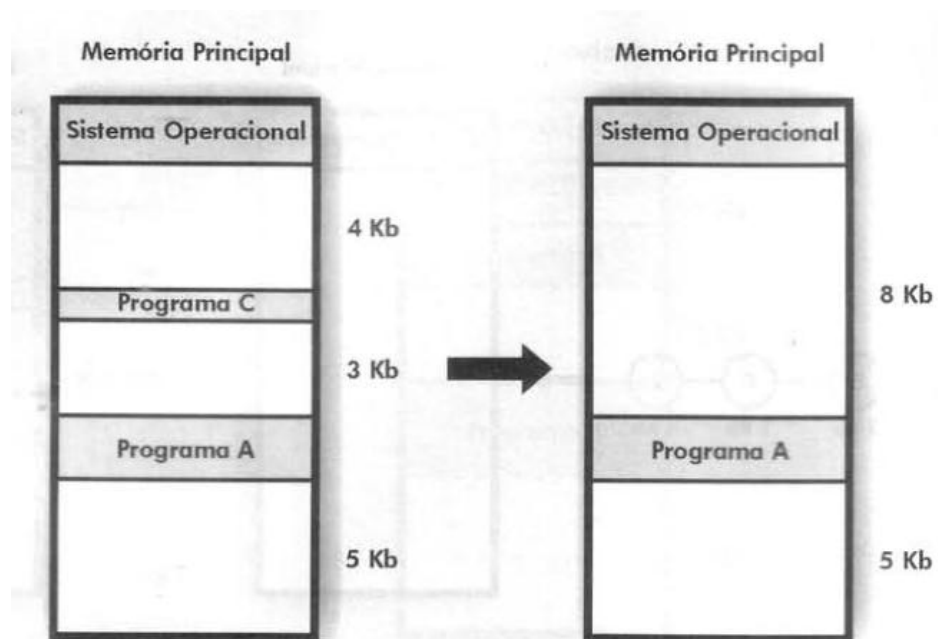 Memória Principal
Sistema Operacional
4 Kb
Programa C
3 Kb
Programa A
5 Kb
Memória Principal
Sistema Operacional
8 Kb
Programa A
5 Kb